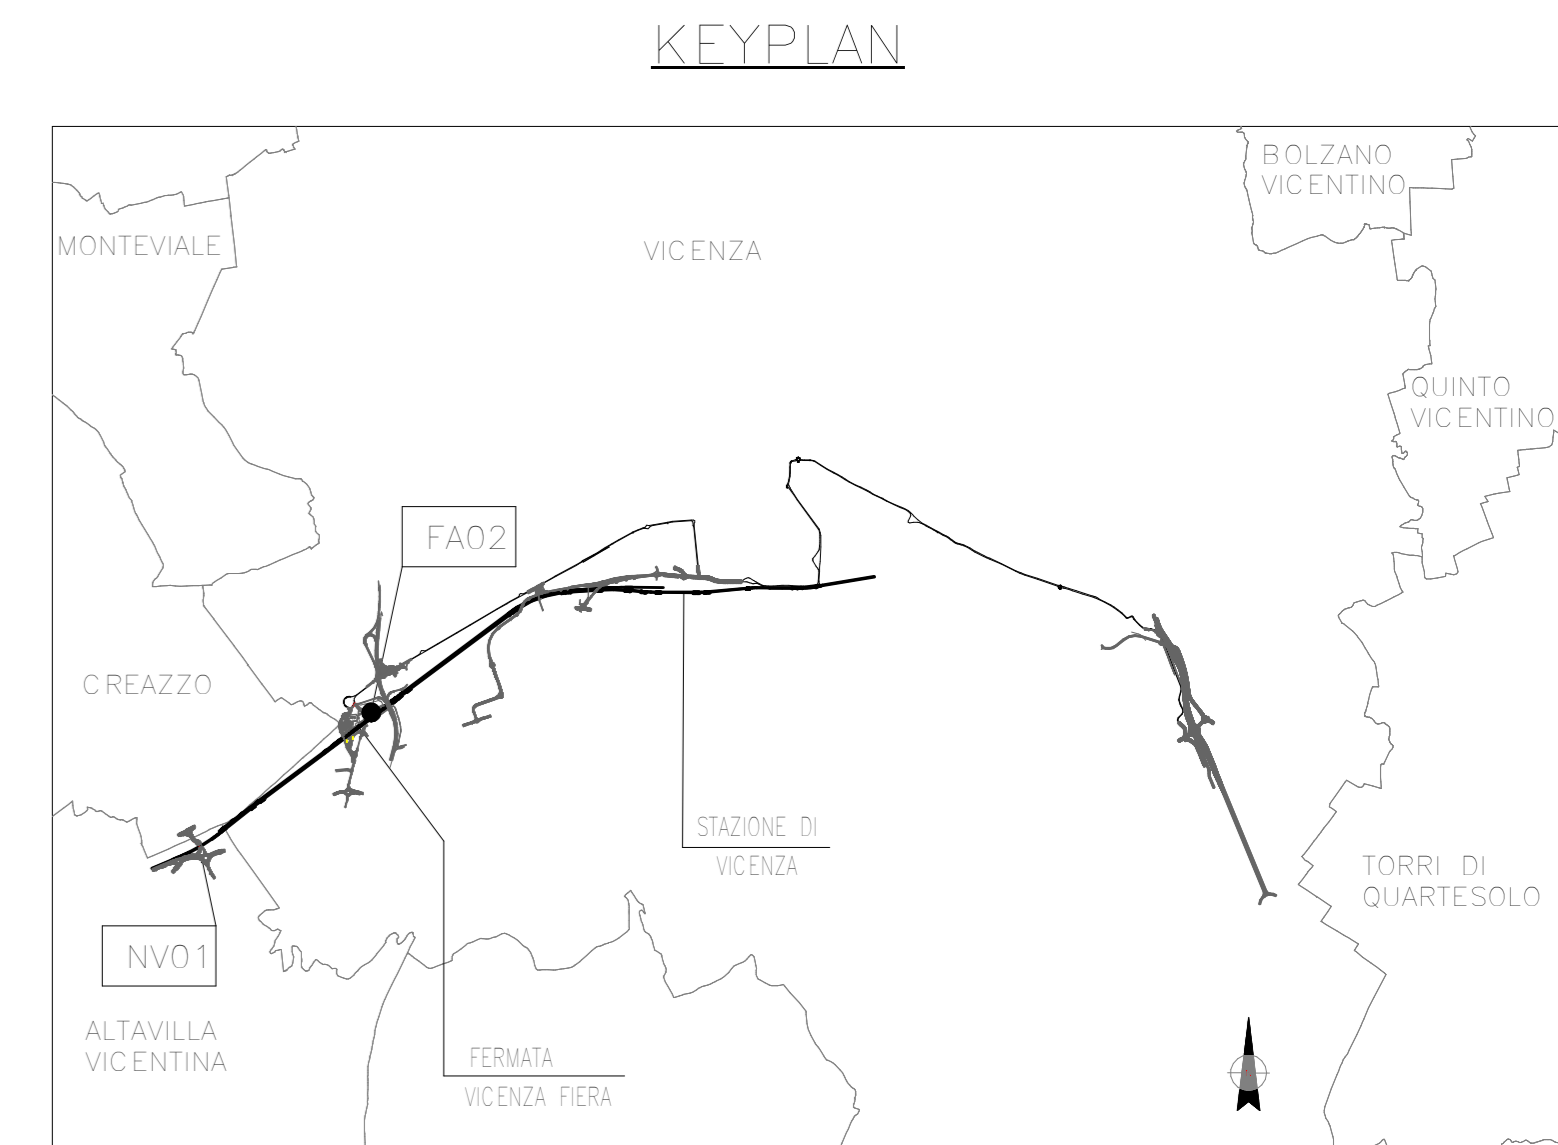 KEYPLAN
BOLZANO
VICENTINO
MONTEVIALE
VICENZA
QUINTO
VICENTINO
FA02
CREAZZO
STAZIONE DI
VICENZA
TORRI DI
QUARTESOLO
NV01
ALTAVILLA
VICENTINA
FERMATA
VICENZA FIERA